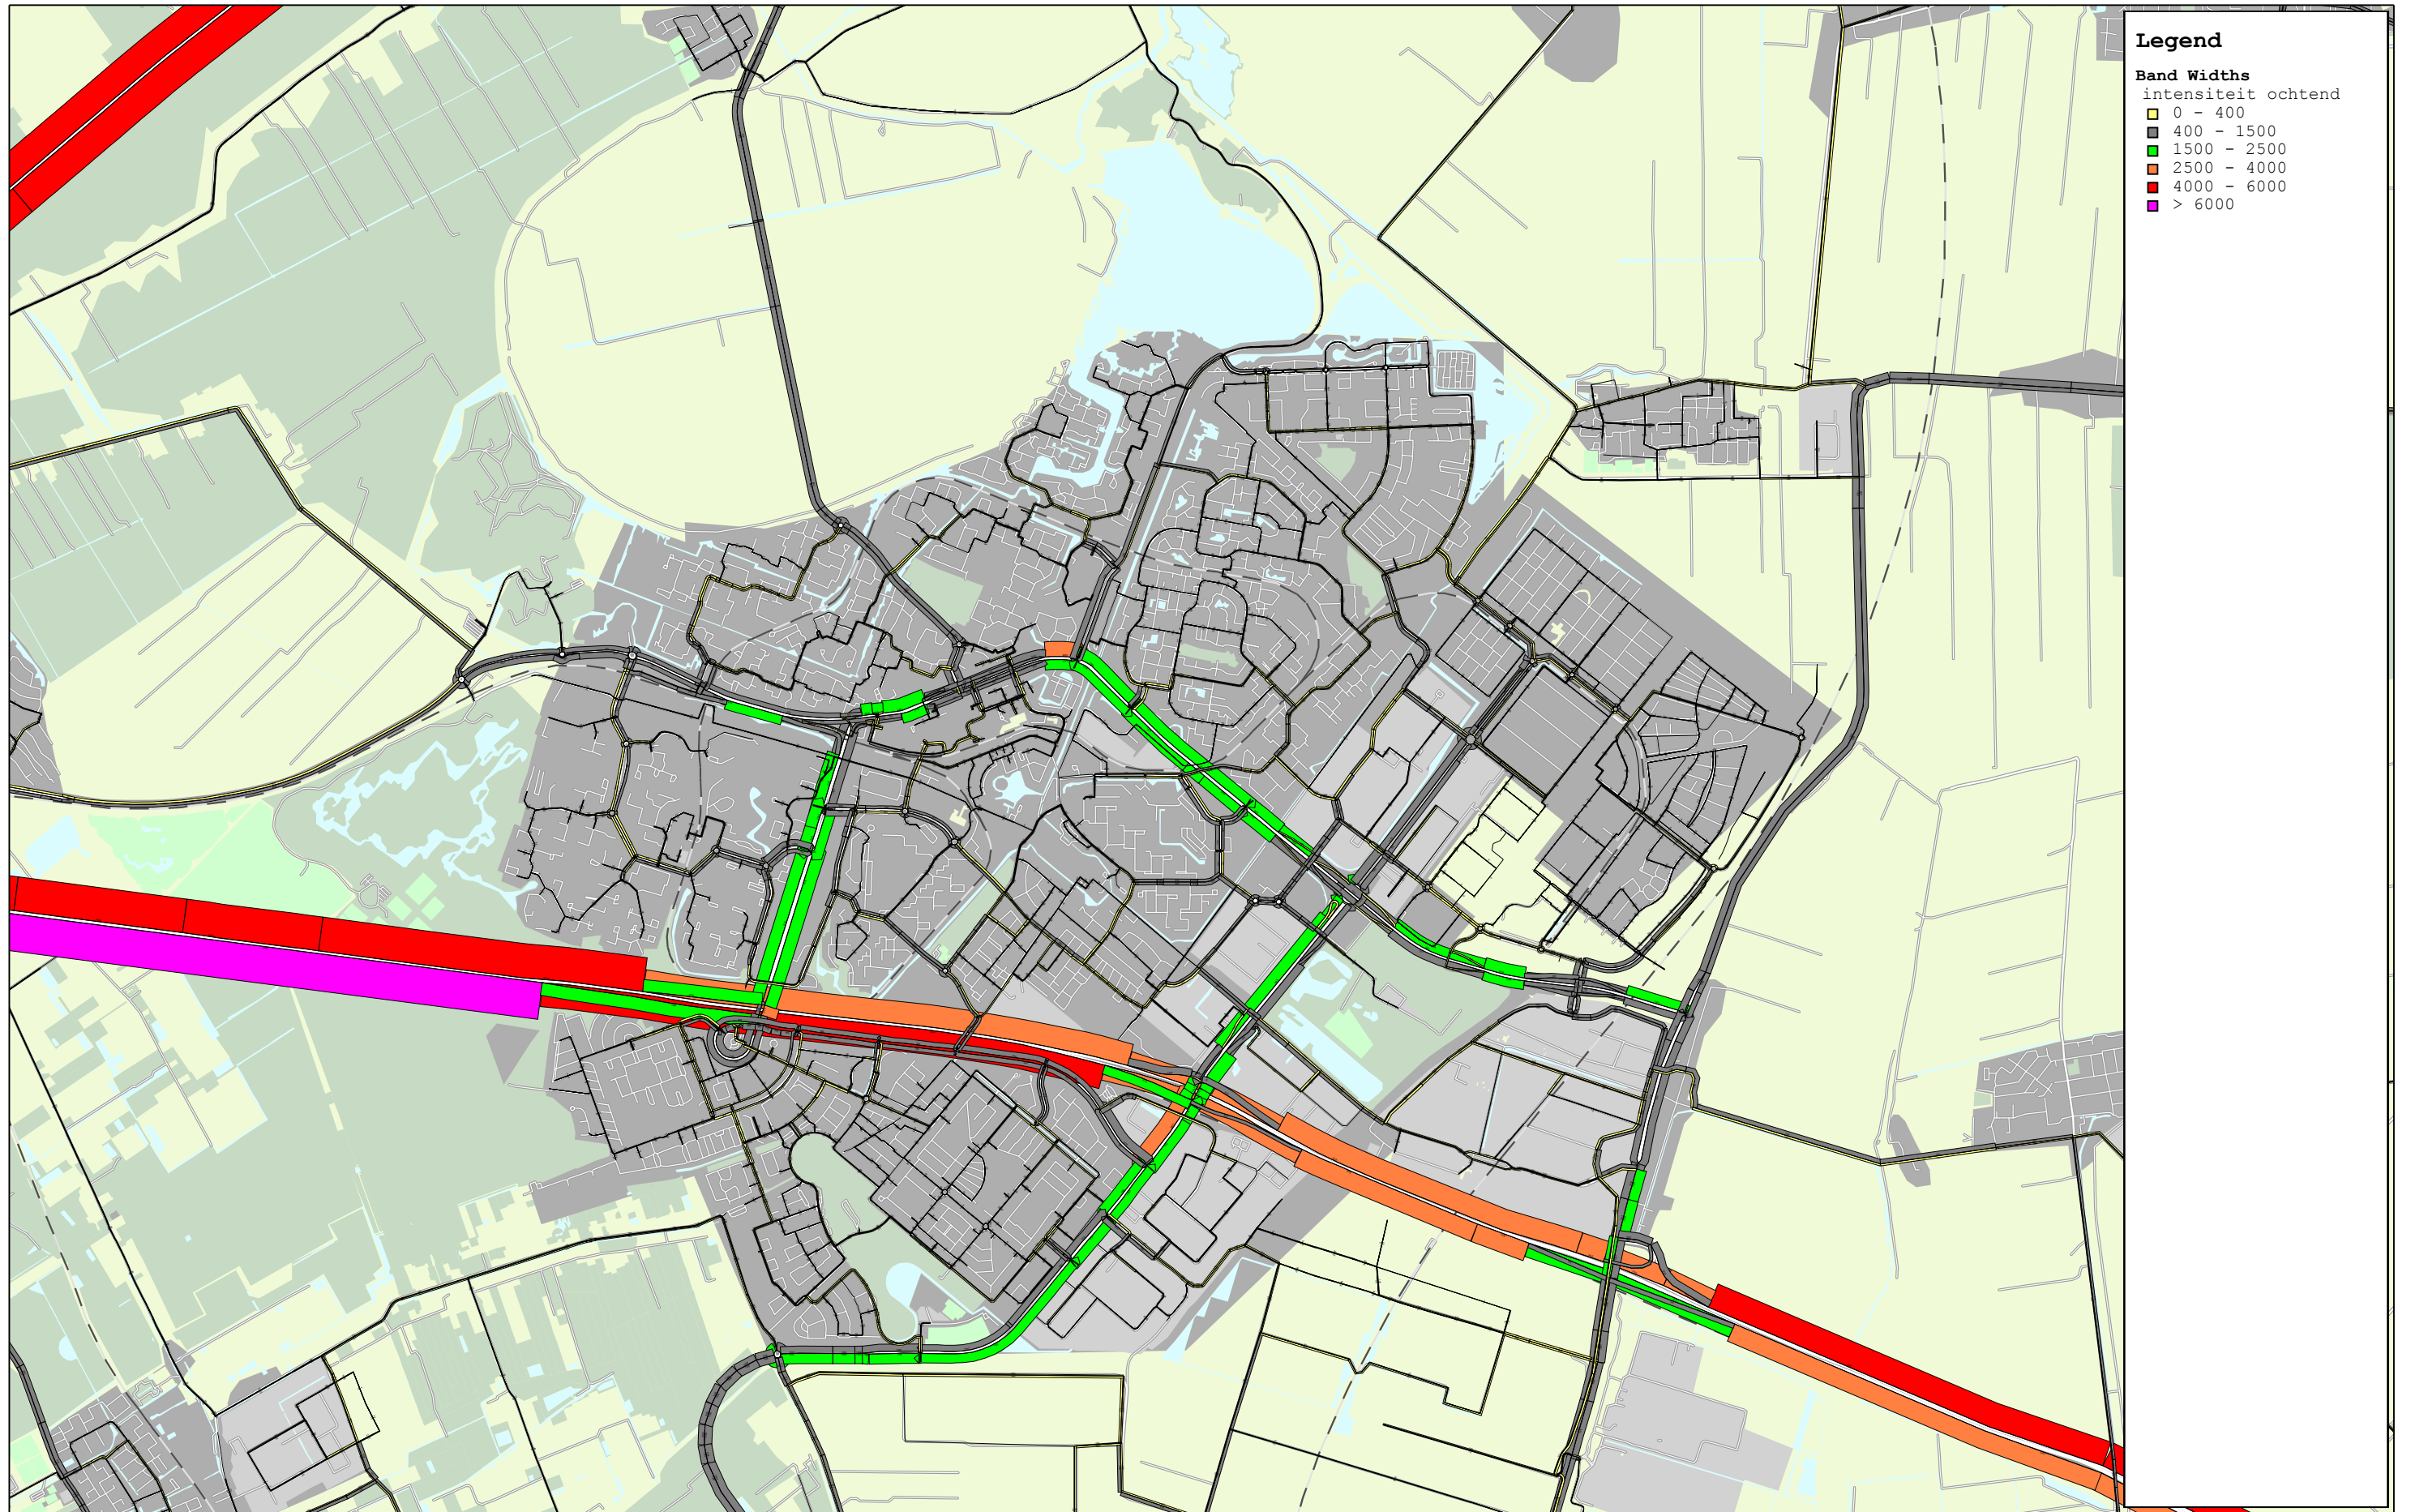 Legend
Band Widths
intensiteit ochtend
0 - 400
400 - 1500
1500 - 2500
2500 - 4000
4000 - 6000
> 6000